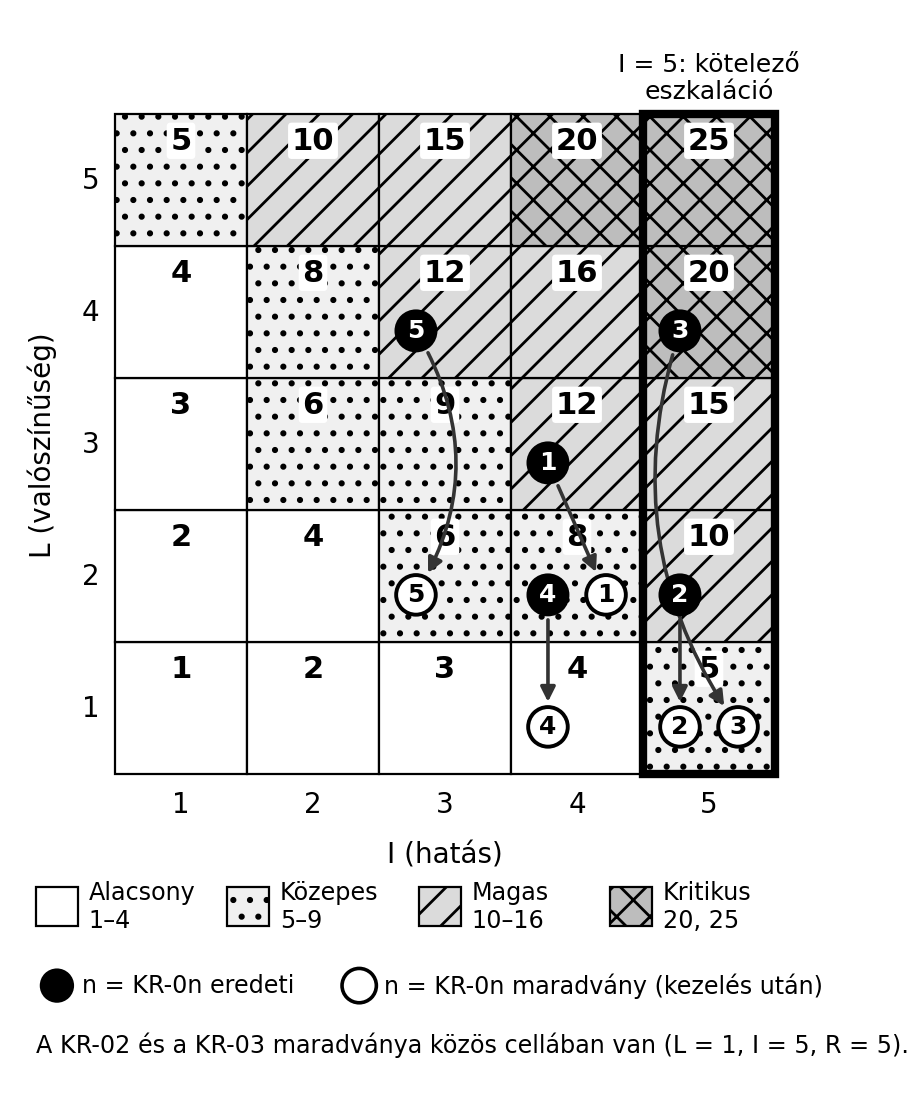 I = 5: kötelező
eszkaláció
5 5 10 15 20 25
4 4 8 12 16 20
5 3
3 3 6 9 12 15
1
2 2 4 6 8 10
5 4 1 2
1 1 2 3 4 5
4 2 3
1 2 3 4 5
L (valószínűség)
I (hatás)
Alacsony Közepes Magas Kritikus
1–4 5–9 10–16 20, 25
n = KR-0n eredeti n = KR-0n maradvány (kezelés után)
A KR-02 és a KR-03 maradványa közös cellában van (L = 1, I = 5, R = 5).